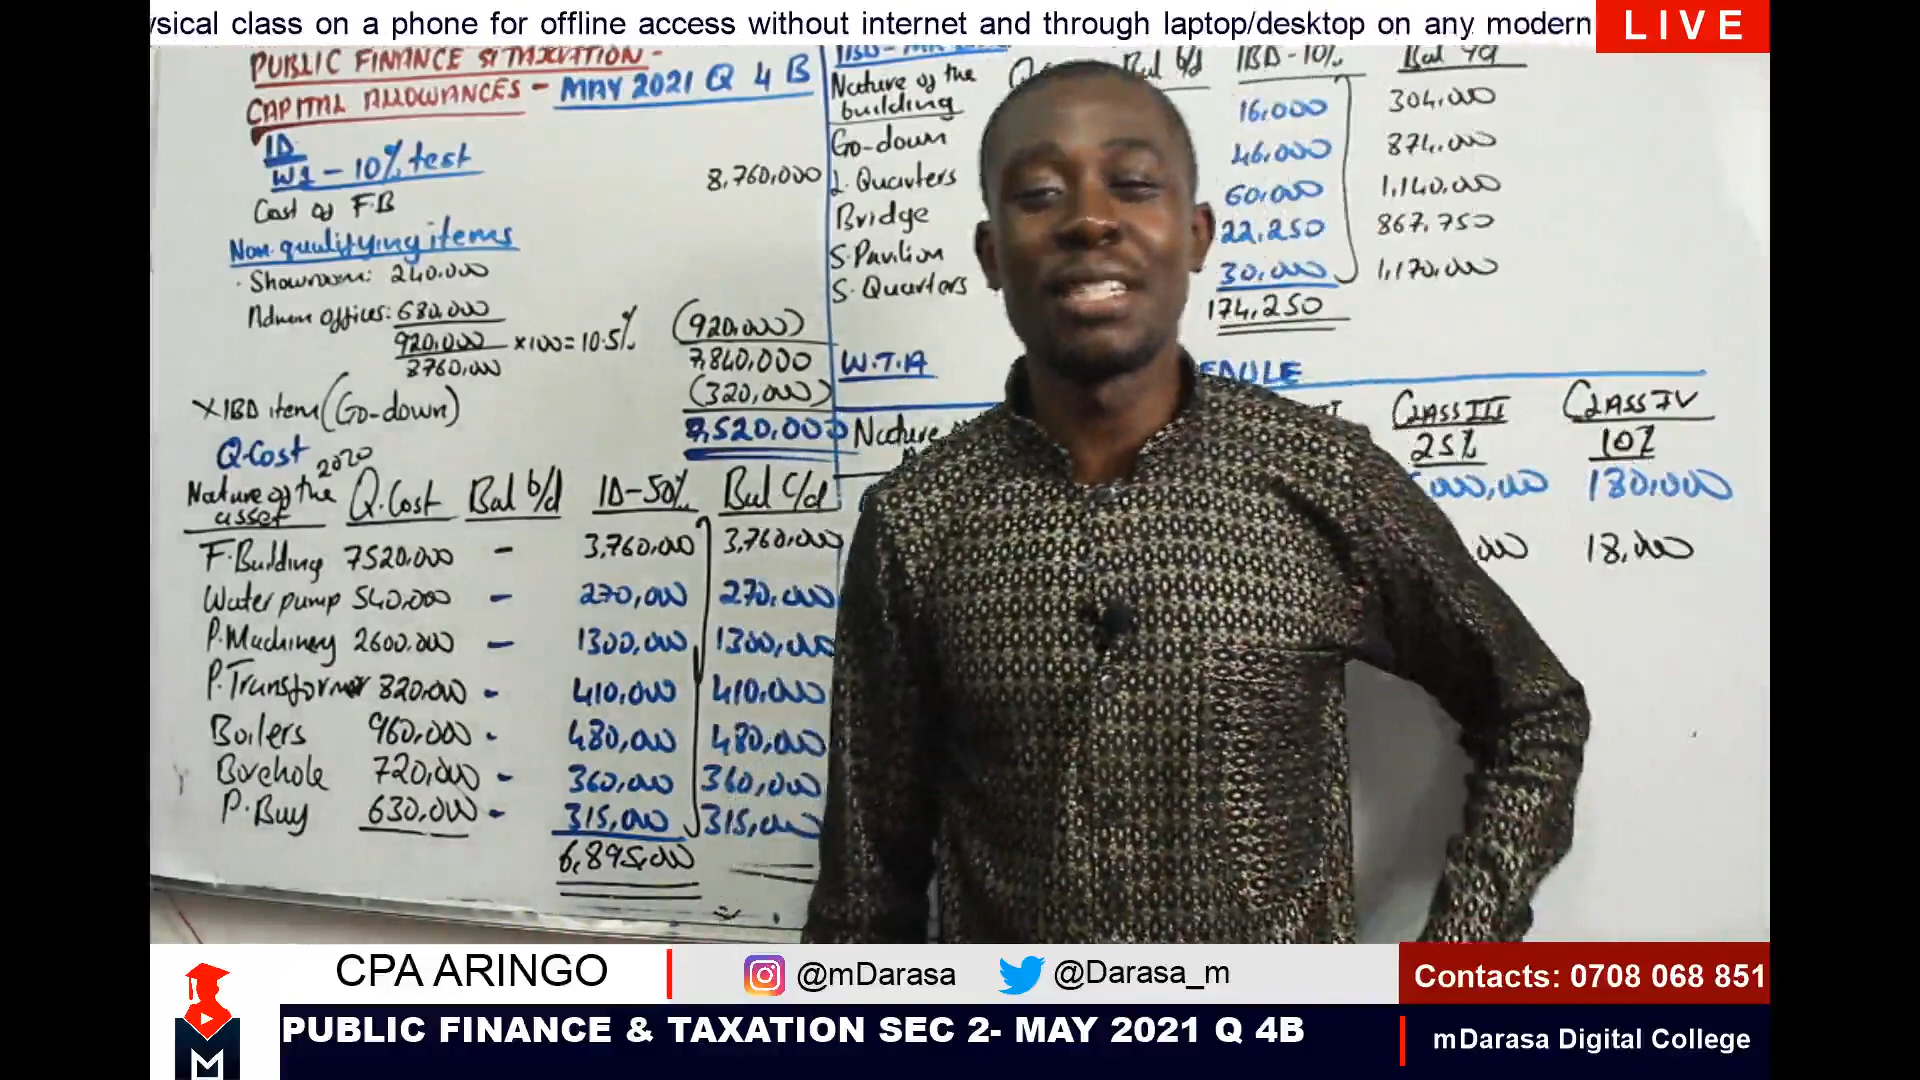 ysical class on a phone for offline access without internet and through laptop/desktop on any modern
LIVE
PUBLIC FINANCE & TAXATION -
CAPITAL ALLOWANCES - MAY 2021 Q 4 B
ID
W1 - 10% test
Cost of FB 8,760,000
Non-qualifying items
· Showroom: 240,000
Admin offices: 680,000 (920,000)
920,000 x100 = 10.5%
8760,000
7,840,000
X IBD item (Go-down) (320,000)
Q.Cost 7,520,000
2020
Nature of the asset Q.Cost Bal b/d ID-50% Bal c/d
F.Building 7520,000 - 3,760,000 3,760,000
Water pump 540,000 - 270,000 270,000
P.Machinery 2600,000 - 1300,000 1300,000
P.Transformer 820,000 - 410,000 410,000
Boilers 960,000 - 480,000 480,000
Borehole 720,000 - 360,000 360,000
P.Buy 630,000 - 315,000 315,000
6,895,000
Nature of the building b/d IBD-10% Bal c/d
Go-down 16,000 304,000
L.Quarters 46,000 874,000
Bridge 60,000 1,140,000
S.Pavilion 22,250 867,750
S.Quarters 30,000 1,170,000
174,250
W.T.A
Nature
CLASS III CLASS IV
25% 10%
000,000 180,000
18,000
CPA ARINGO
@mDarasa
@Darasa_m
Contacts: 0708 068 851
M
PUBLIC FINANCE & TAXATION SEC 2- MAY 2021 Q 4B
mDarasa Digital College